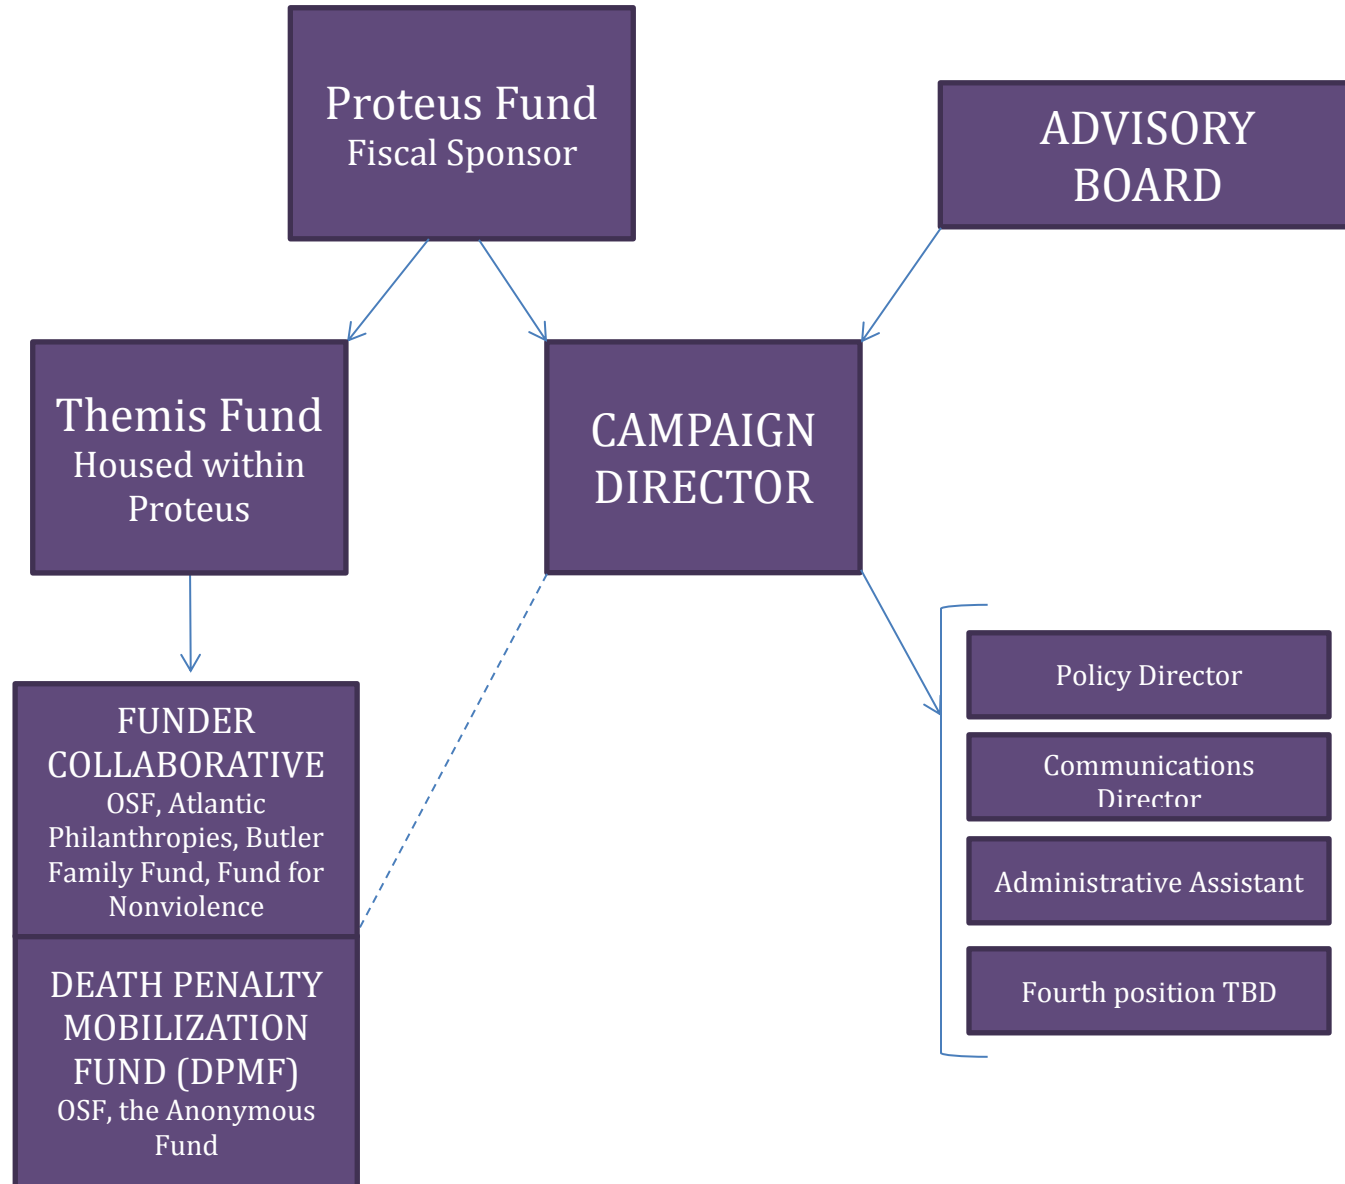 Proteus Fund
Fiscal Sponsor
ADVISORY
BOARD
Themis Fund
Housed within
Proteus
CAMPAIGN
DIRECTOR
FUNDER
COLLABORATIVE
OSF, Atlantic
Philanthropies, Butler
Family Fund, Fund for
Nonviolence
DEATH PENALTY
MOBILIZATION
FUND (DPMF)
OSF, the Anonymous
Fund
Policy Director
Communications
Director
Administrative Assistant
Fourth position TBD